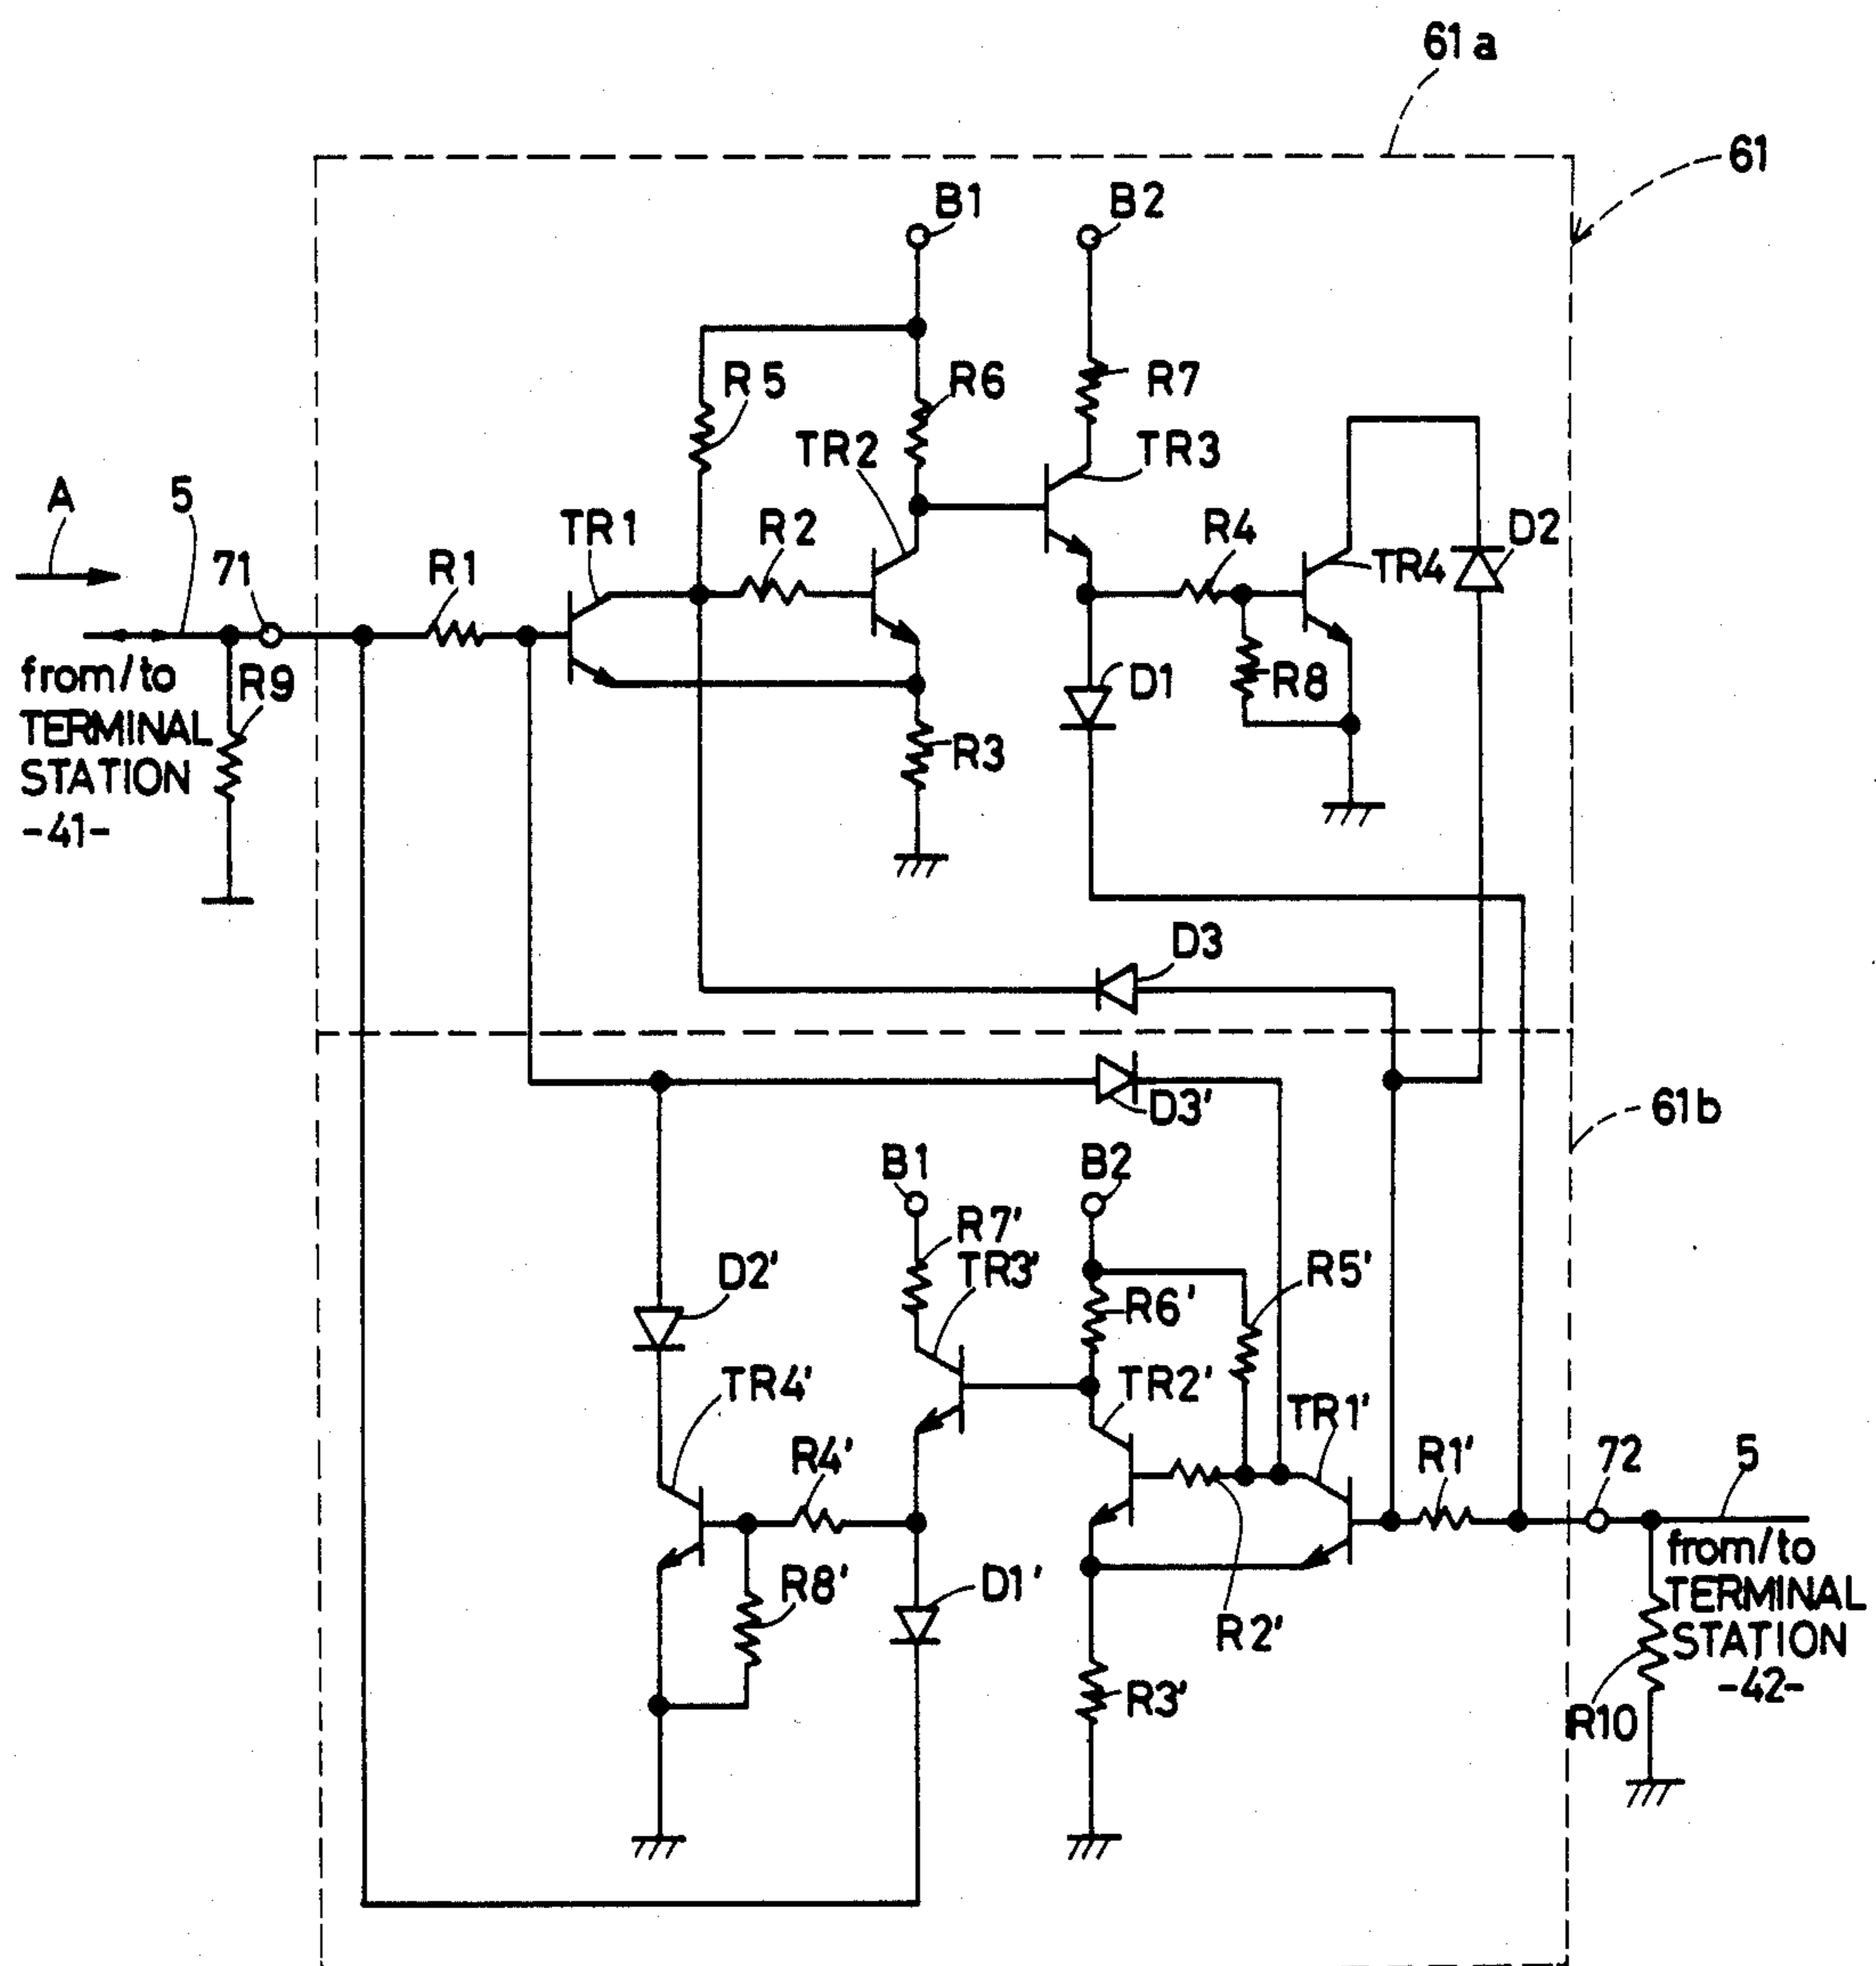 61a
61
B1
B2
R5
R6
R7
TR2
TR3
A
5
71
R1
TR1
R2
R4
TR4
D2
from/to
TERMINAL
STATION
-41-
R9
R3
D1
R8
D3
D3'
61b
B1
B2
R7'
TR3'
D2'
R6'
R5'
TR4'
TR2'
TR1'
R4'
R1'
72
5
R8'
D1'
R2'
from/to
TERMINAL
STATION
-42-
R3'
R10